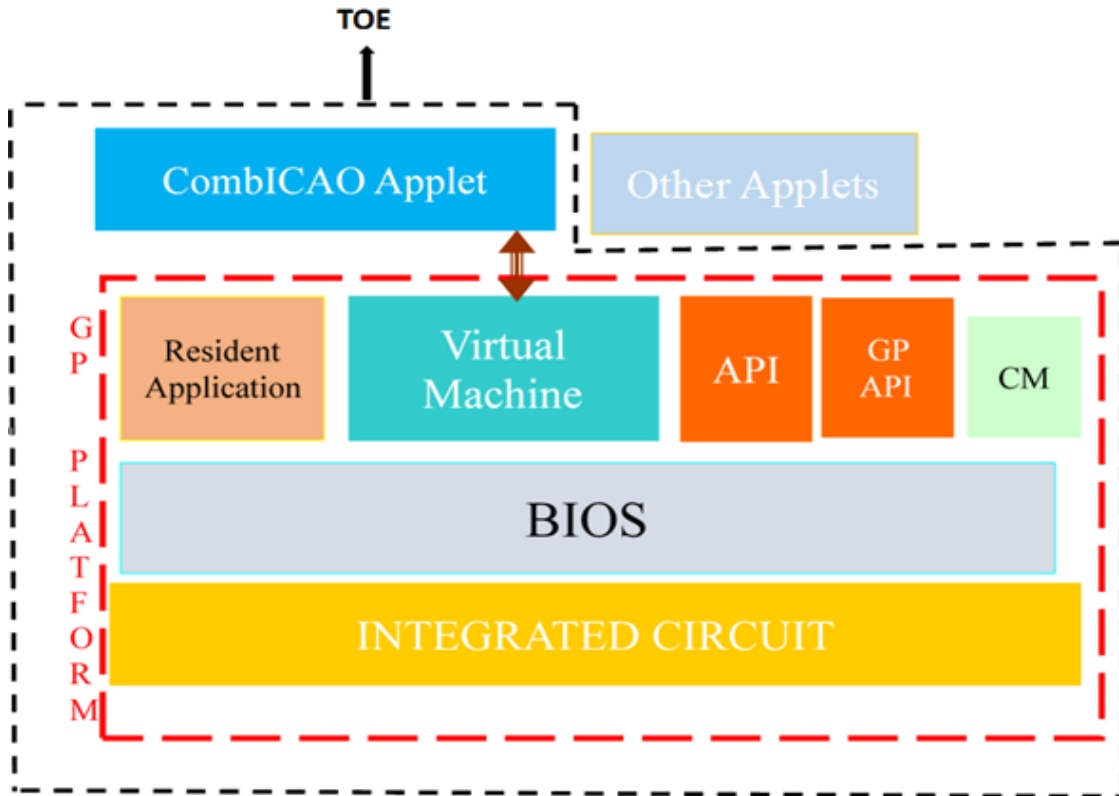 TOE
CombICAO Applet
Other Applets
GP PLATFORM
Resident
Application
Virtual
Machine
API
GP
API
CM
BIOS
INTEGRATED CIRCUIT